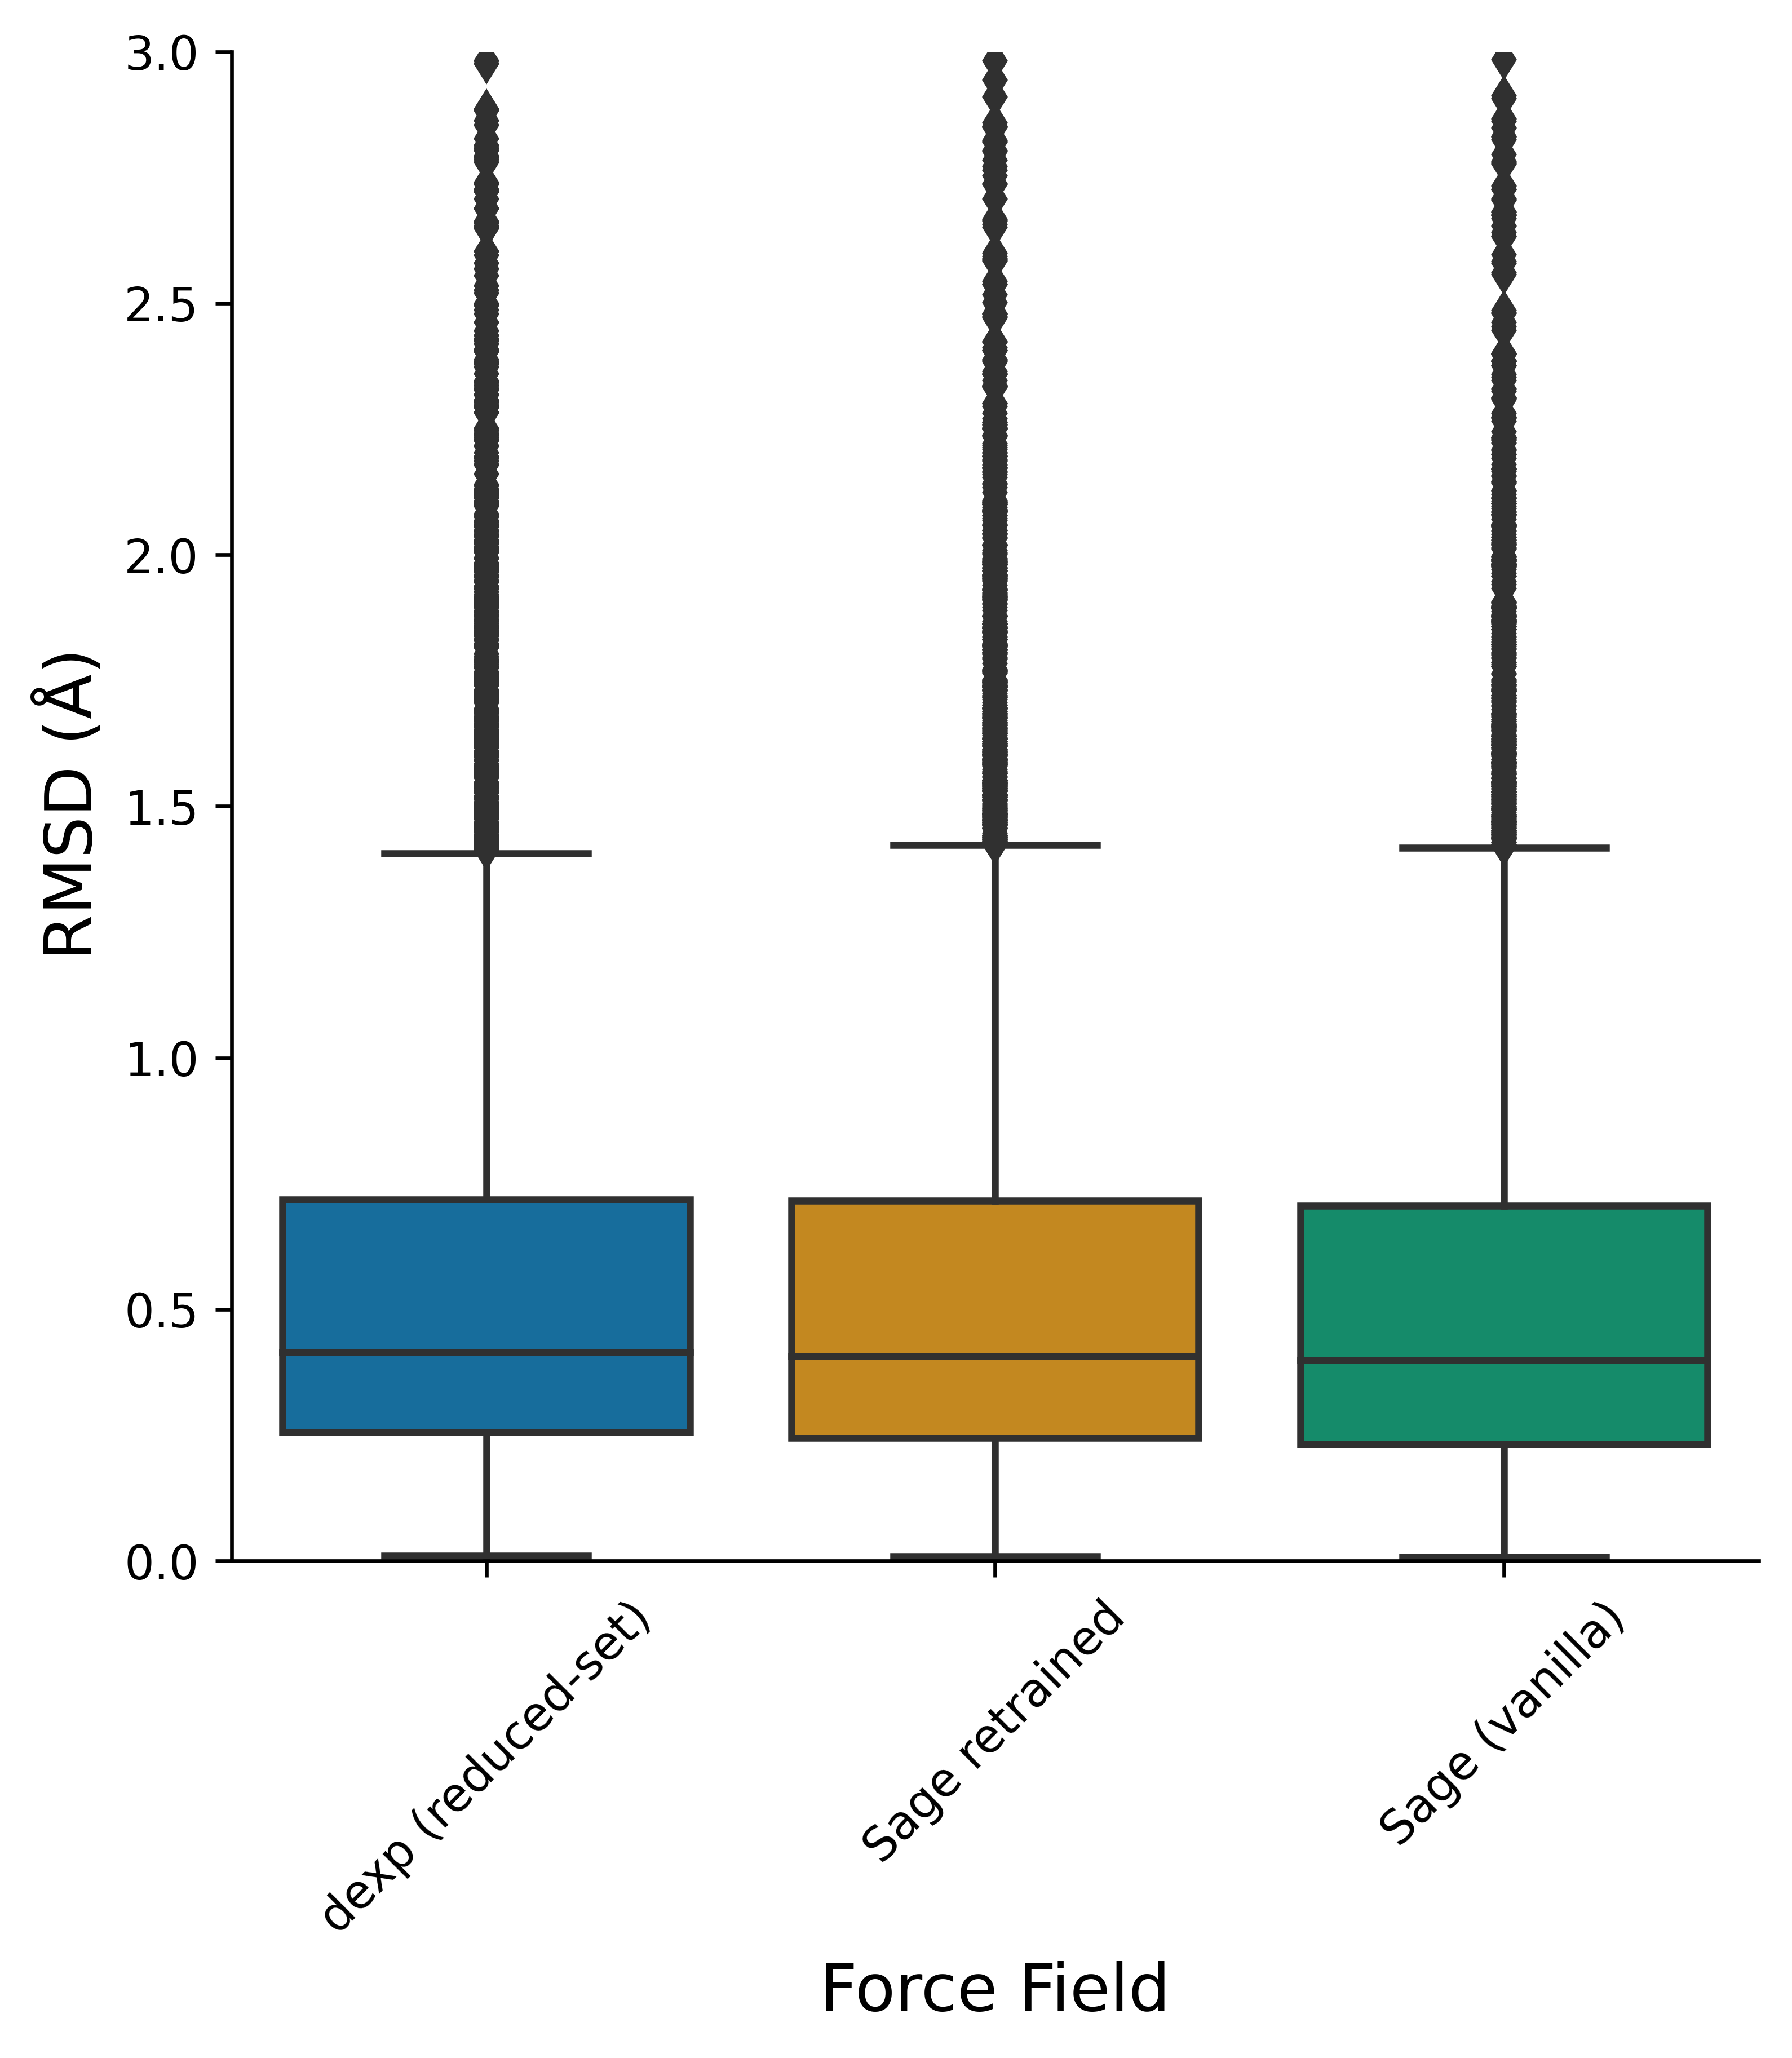 3.0
2.5
2.0
1.5
1.0
0.5
0.0
RMSD (Å)
dexp (reduced-set)
Sage retrained
Sage (vanilla)
Force Field